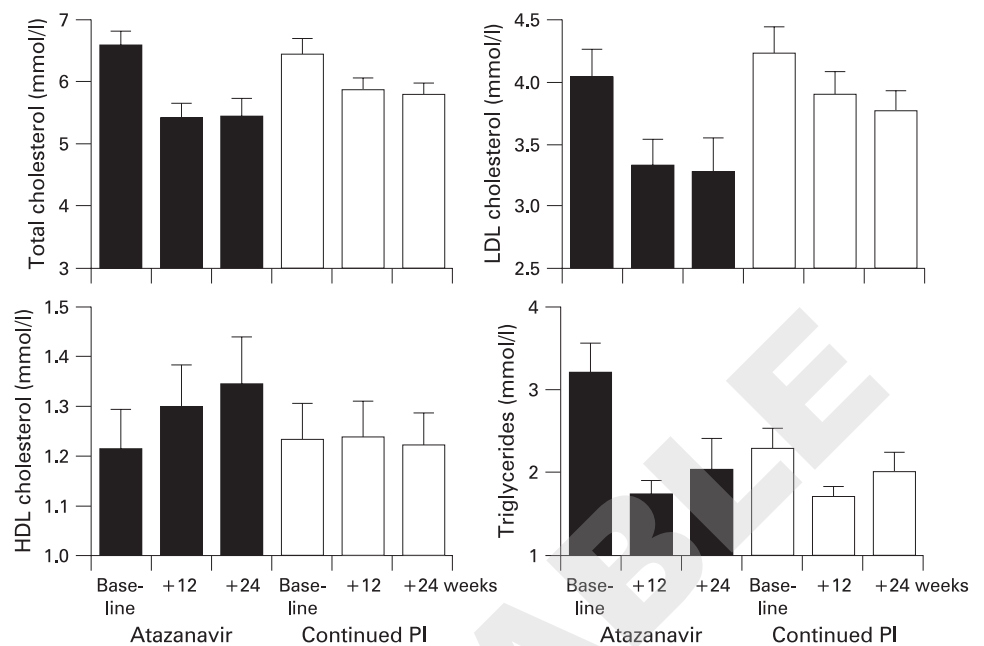 Total cholesterol (mmol/l)
7
6
5
4
3
LDL cholesterol (mmol/l)
4.5
4.0
3.5
3.0
2.5
HDL cholesterol (mmol/l)
1.5
1.4
1.3
1.2
1.1
1.0
Base-
line
+12
+24
Base-
line
+12
+24 weeks
Atazanavir
Continued PI
Triglycerides (mmol/l)
4
3
2
1
Base-
line
+12
+24
Base-
line
+12
+24 weeks
Atazanavir
Continued PI
ABLE